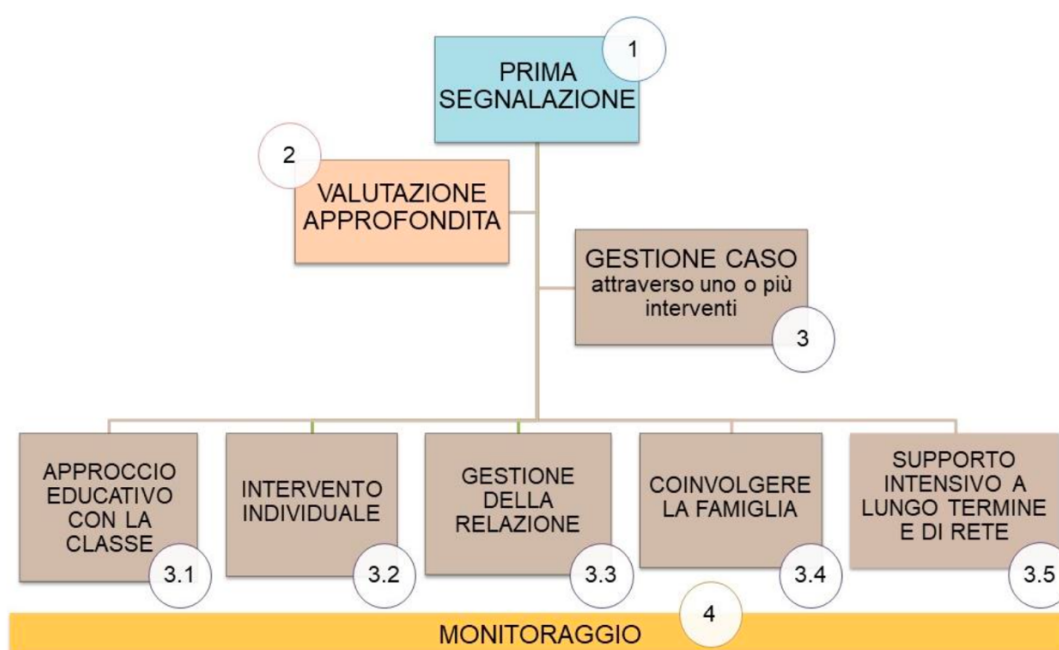 1
PRIMA
SEGNALAZIONE
2
VALUTAZIONE
APPROFONDITA
GESTIONE CASO
attraverso uno o più
interventi
3
APPROCCIO
EDUCATIVO
CON LA
CLASSE
3.1
INTERVENTO
INDIVIDUALE
3.2
GESTIONE
DELLA
RELAZIONE
3.3
COINVOLGERE
LA FAMIGLIA
3.4
SUPPORTO
INTENSIVO A
LUNGO TERMINE
E DI RETE
3.5
4
MONITORAGGIO